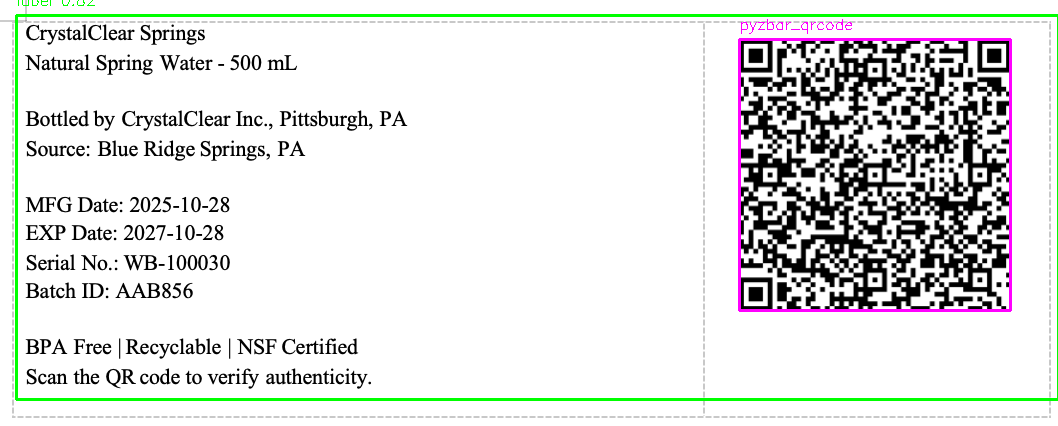 label 0.82
pyzbar_qrcode
CrystalClear Springs
Natural Spring Water - 500 mL
Bottled by CrystalClear Inc., Pittsburgh, PA
Source: Blue Ridge Springs, PA
MFG Date: 2025-10-28
EXP Date: 2027-10-28
Serial No.: WB-100030
Batch ID: AAB856
BPA Free | Recyclable | NSF Certified
Scan the QR code to verify authenticity.